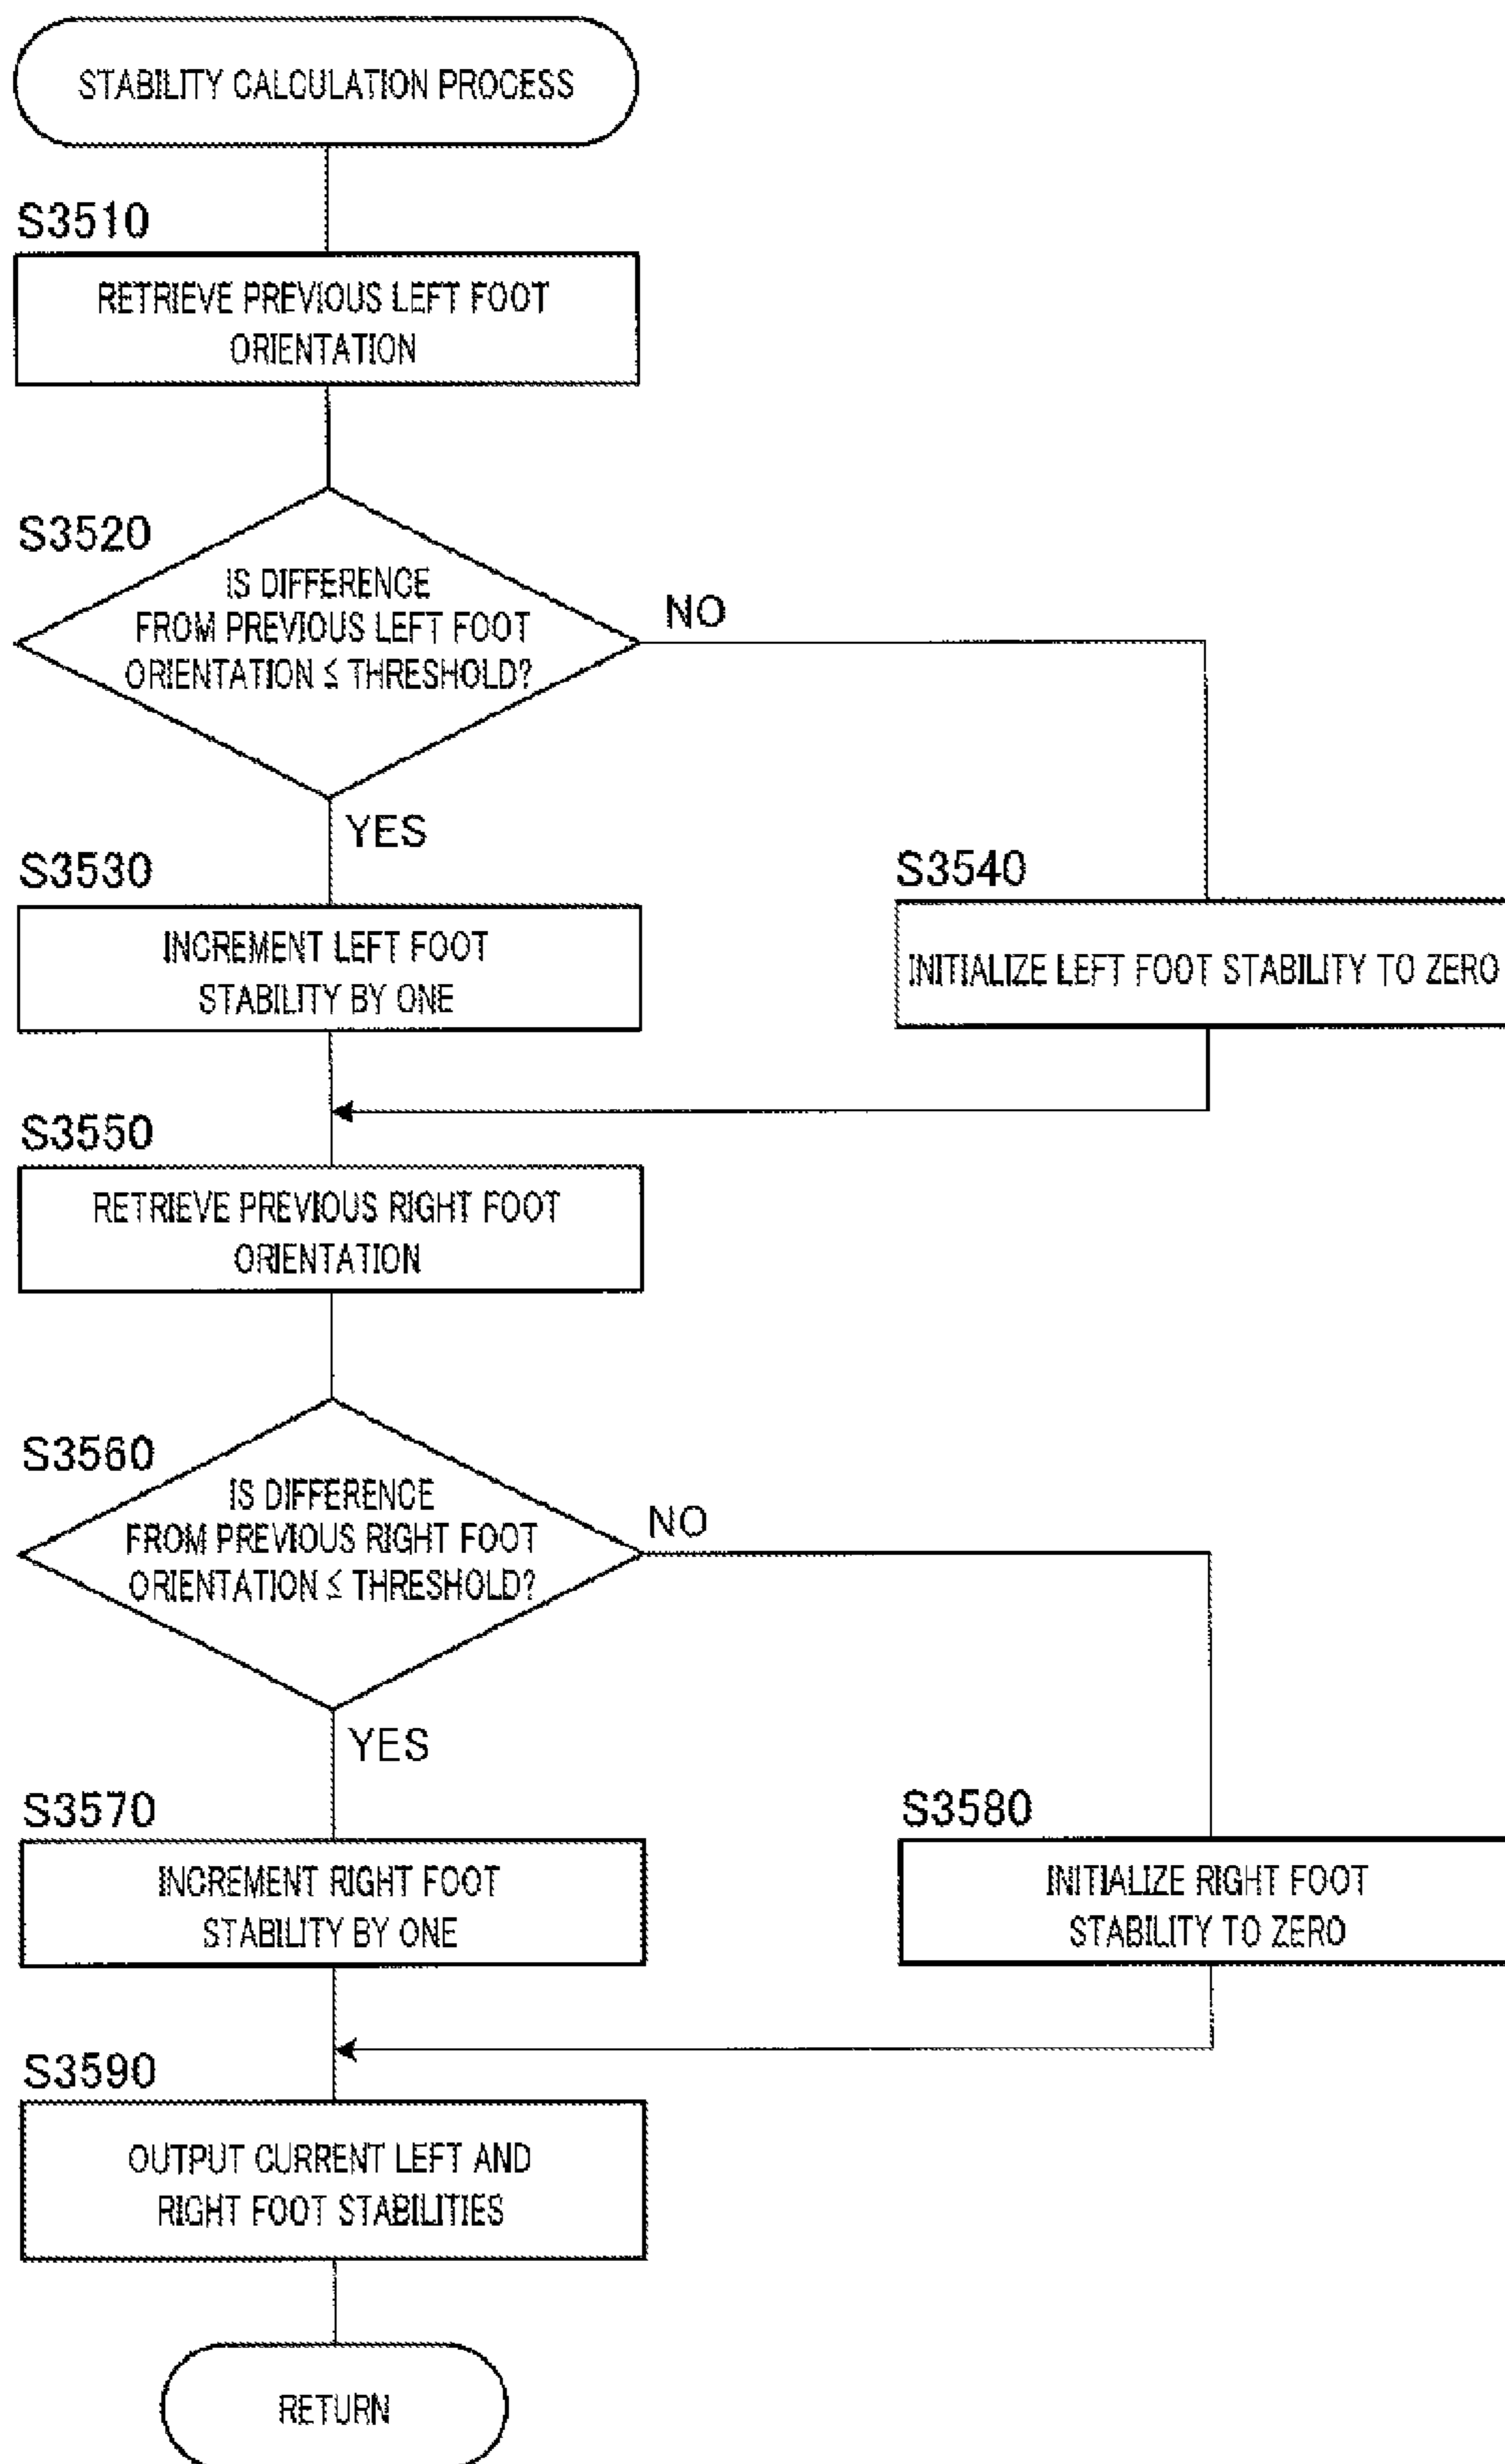 STABILITY CALCULATION PROCESS
S3510
RETRIEVE PREVIOUS LEFT FOOT
ORIENTATION
S3520
IS DIFFERENCE
FROM PREVIOUS LEFT FOOT
ORIENTATION ≤ THRESHOLD?
NO
YES
S3530
INCREMENT LEFT FOOT
STABILITY BY ONE
S3540
INITIALIZE LEFT FOOT STABILITY TO ZERO
S3550
RETRIEVE PREVIOUS RIGHT FOOT
ORIENTATION
S3560
IS DIFFERENCE
FROM PREVIOUS RIGHT FOOT
ORIENTATION ≤ THRESHOLD?
NO
YES
S3570
INCREMENT RIGHT FOOT
STABILITY BY ONE
S3580
INITIALIZE RIGHT FOOT
STABILITY TO ZERO
S3590
OUTPUT CURRENT LEFT AND
RIGHT FOOT STABILITIES
RETURN